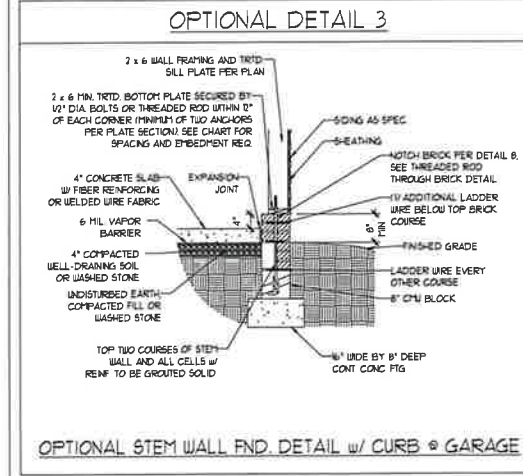 OPTIONAL DETAIL 3
2 x 6 WALL FRAMING AND TRTD
SILL PLATE PER PLAN
2 x 6 MIN. TRTD. BOTTOM PLATE SECURED BY
1/2" DIA. BOLTS OR THREADED ROD WITHIN 12"
OF EACH CORNER (MINIMUM OF TWO ANCHORS
PER PLATE SECTION). SEE CHART FOR
SPACING AND EMBEDMENT REQ.
4" CONCRETE SLAB
W/ FIBER REINFORCING
OR WELDED WIRE FABRIC
EXPANSION
JOINT
6 MIL. VAPOR
BARRIER
4" COMPACTED
WELL-DRAINING SOIL
OR WASHED STONE
UNDISTURBED EARTH,
COMPACTED FILL OR
WASHED STONE
TOP TWO COURSES OF STEM
WALL AND ALL CELLS w/
REINF TO BE GROUTED SOLID
4"
SIDING AS SPEC.
SHEATHING
NOTCH BRICK PER DETAIL 8,
SEE THREADED ROD
THROUGH BRICK DETAIL
(1) ADDITIONAL LADDER
WIRE BELOW TOP BRICK
COURSE
8"
MIN
FINISHED GRADE
LADDER WIRE EVERY
OTHER COURSE
8" CMU BLOCK
16" WIDE BY 8" DEEP
CONT CONC FTG
OPTIONAL STEM WALL FND. DETAIL w/ CURB @ GARAGE